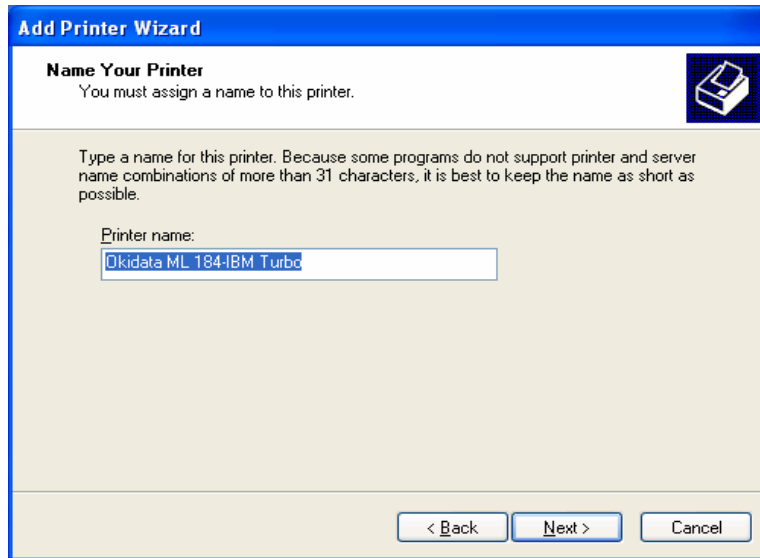 Add Printer Wizard
Name Your Printer
You must assign a name to this printer.
Type a name for this printer. Because some programs do not support printer and server
name combinations of more than 31 characters, it is best to keep the name as short as
possible.
Printer name:
Okidata ML 184-IBM Turbo
< Back Next > Cancel